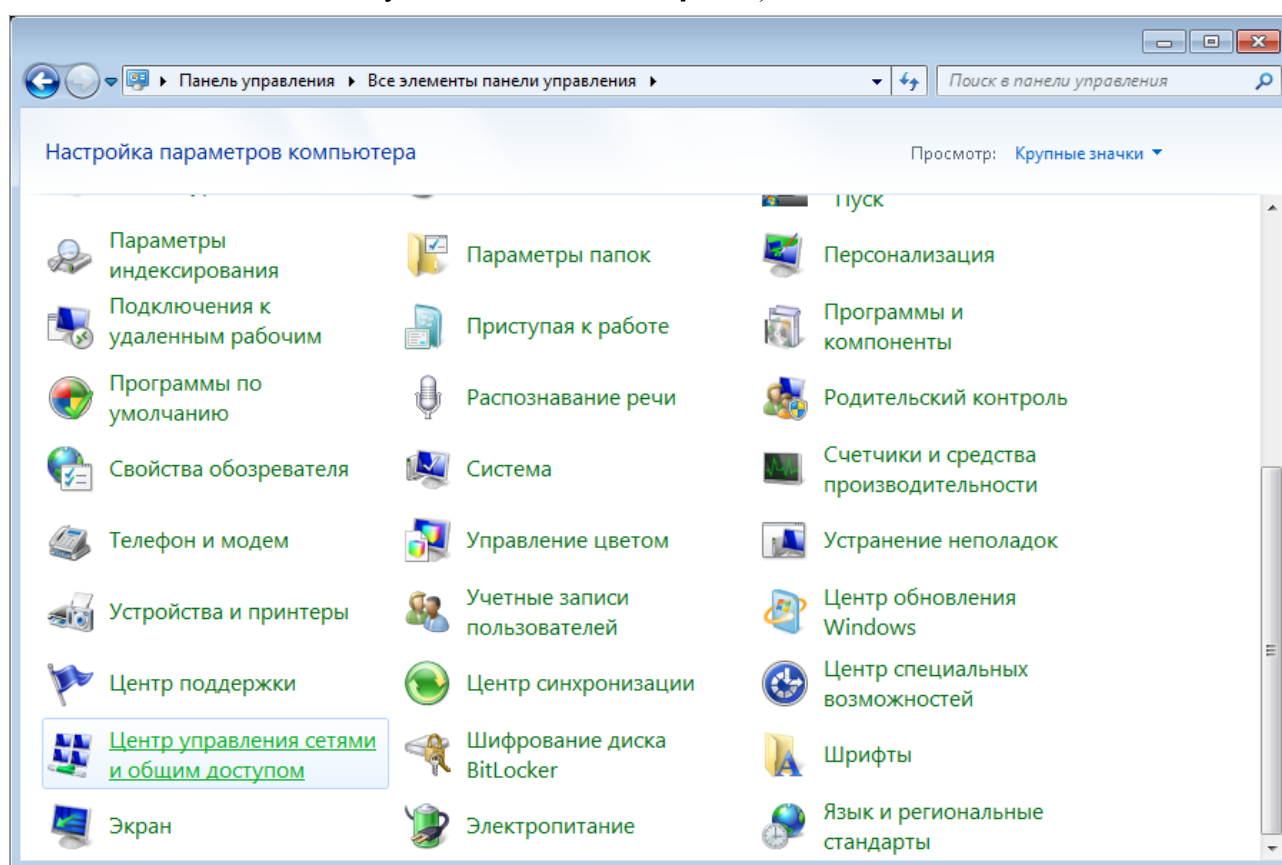 Панель управления ▸ Все элементы панели управления ▸
Поиск в панели управления
Настройка параметров компьютера
Просмотр: Крупные значки
Пуск
Параметры
индексирования
Параметры папок
Персонализация
Подключения к
удаленным рабочим
Приступая к работе
Программы и
компоненты
Программы по
умолчанию
Распознавание речи
Родительский контроль
Свойства обозревателя
Система
Счетчики и средства
производительности
Телефон и модем
Управление цветом
Устранение неполадок
Устройства и принтеры
Учетные записи
пользователей
Центр обновления
Windows
Центр поддержки
Центр синхронизации
Центр специальных
возможностей
Центр управления сетями
и общим доступом
Шифрование диска
BitLocker
Шрифты
Экран
Электропитание
Язык и региональные
стандарты